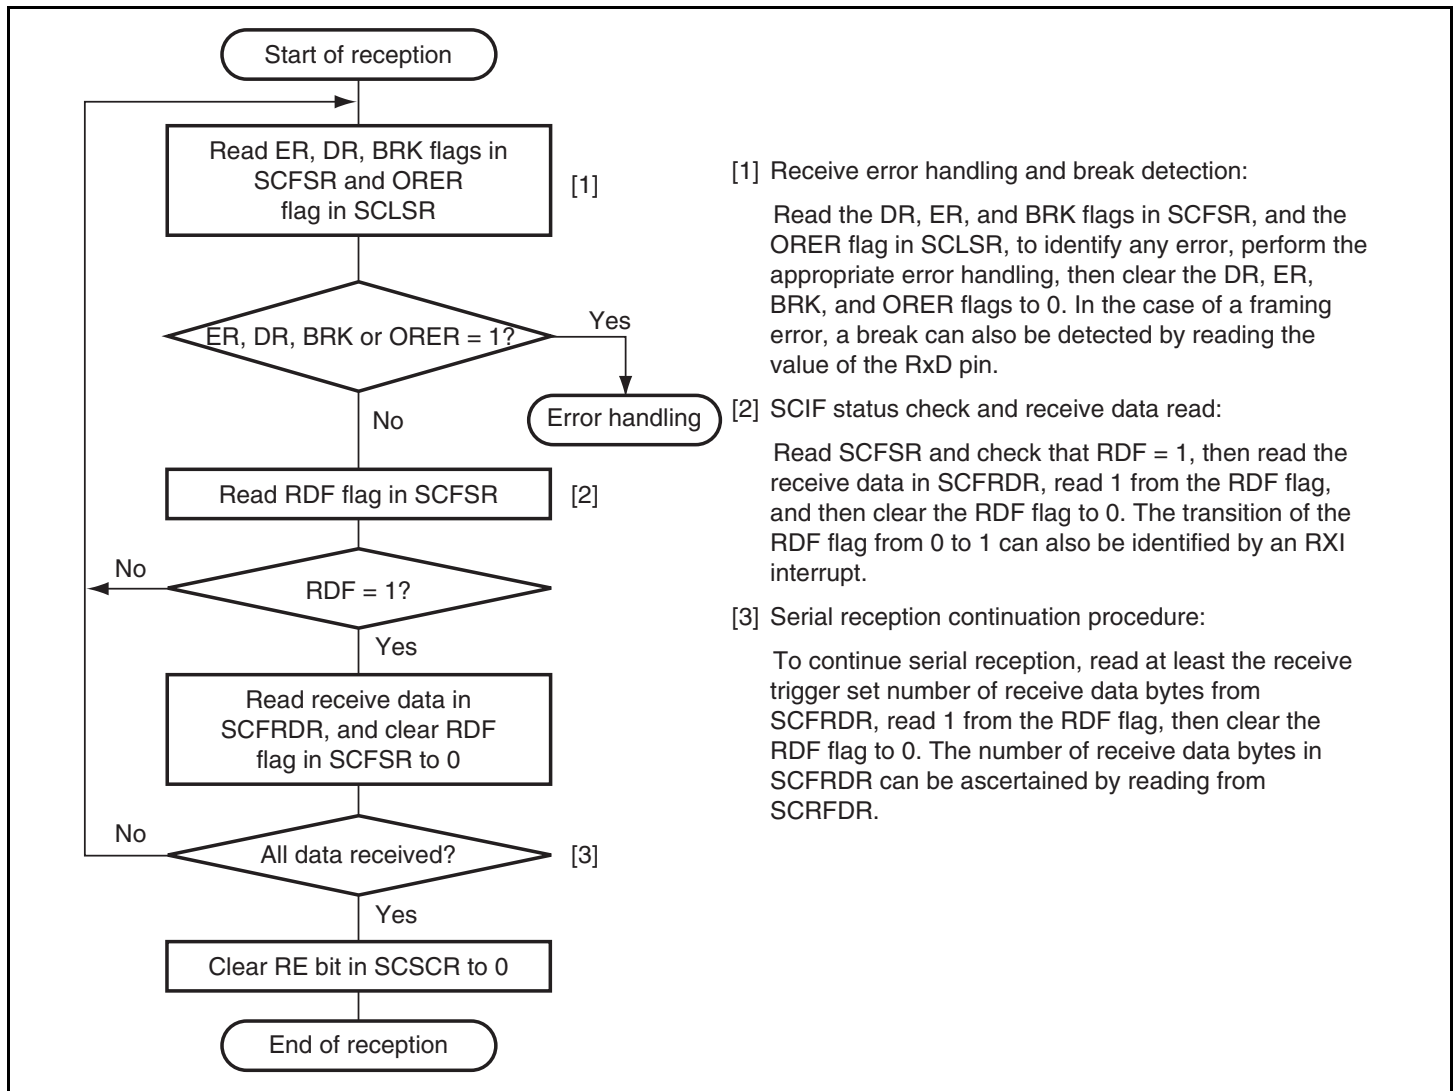 Start of reception
Read ER, DR, BRK flags in
SCFSR and ORER
flag in SCLSR
[1]
ER, DR, BRK or ORER = 1?
Yes
Error handling
No
Read RDF flag in SCFSR
[2]
No
RDF = 1?
Yes
Read receive data in
SCFRDR, and clear RDF
flag in SCFSR to 0
No
All data received?
[3]
Yes
Clear RE bit in SCSCR to 0
End of reception
[1] Receive error handling and break detection:
Read the DR, ER, and BRK flags in SCFSR, and the
ORER flag in SCLSR, to identify any error, perform the
appropriate error handling, then clear the DR, ER,
BRK, and ORER flags to 0. In the case of a framing
error, a break can also be detected by reading the
value of the RxD pin.
[2] SCIF status check and receive data read:
Read SCFSR and check that RDF = 1, then read the
receive data in SCFRDR, read 1 from the RDF flag,
and then clear the RDF flag to 0. The transition of the
RDF flag from 0 to 1 can also be identified by an RXI
interrupt.
[3] Serial reception continuation procedure:
To continue serial reception, read at least the receive
trigger set number of receive data bytes from
SCFRDR, read 1 from the RDF flag, then clear the
RDF flag to 0. The number of receive data bytes in
SCFRDR can be ascertained by reading from
SCRFDR.